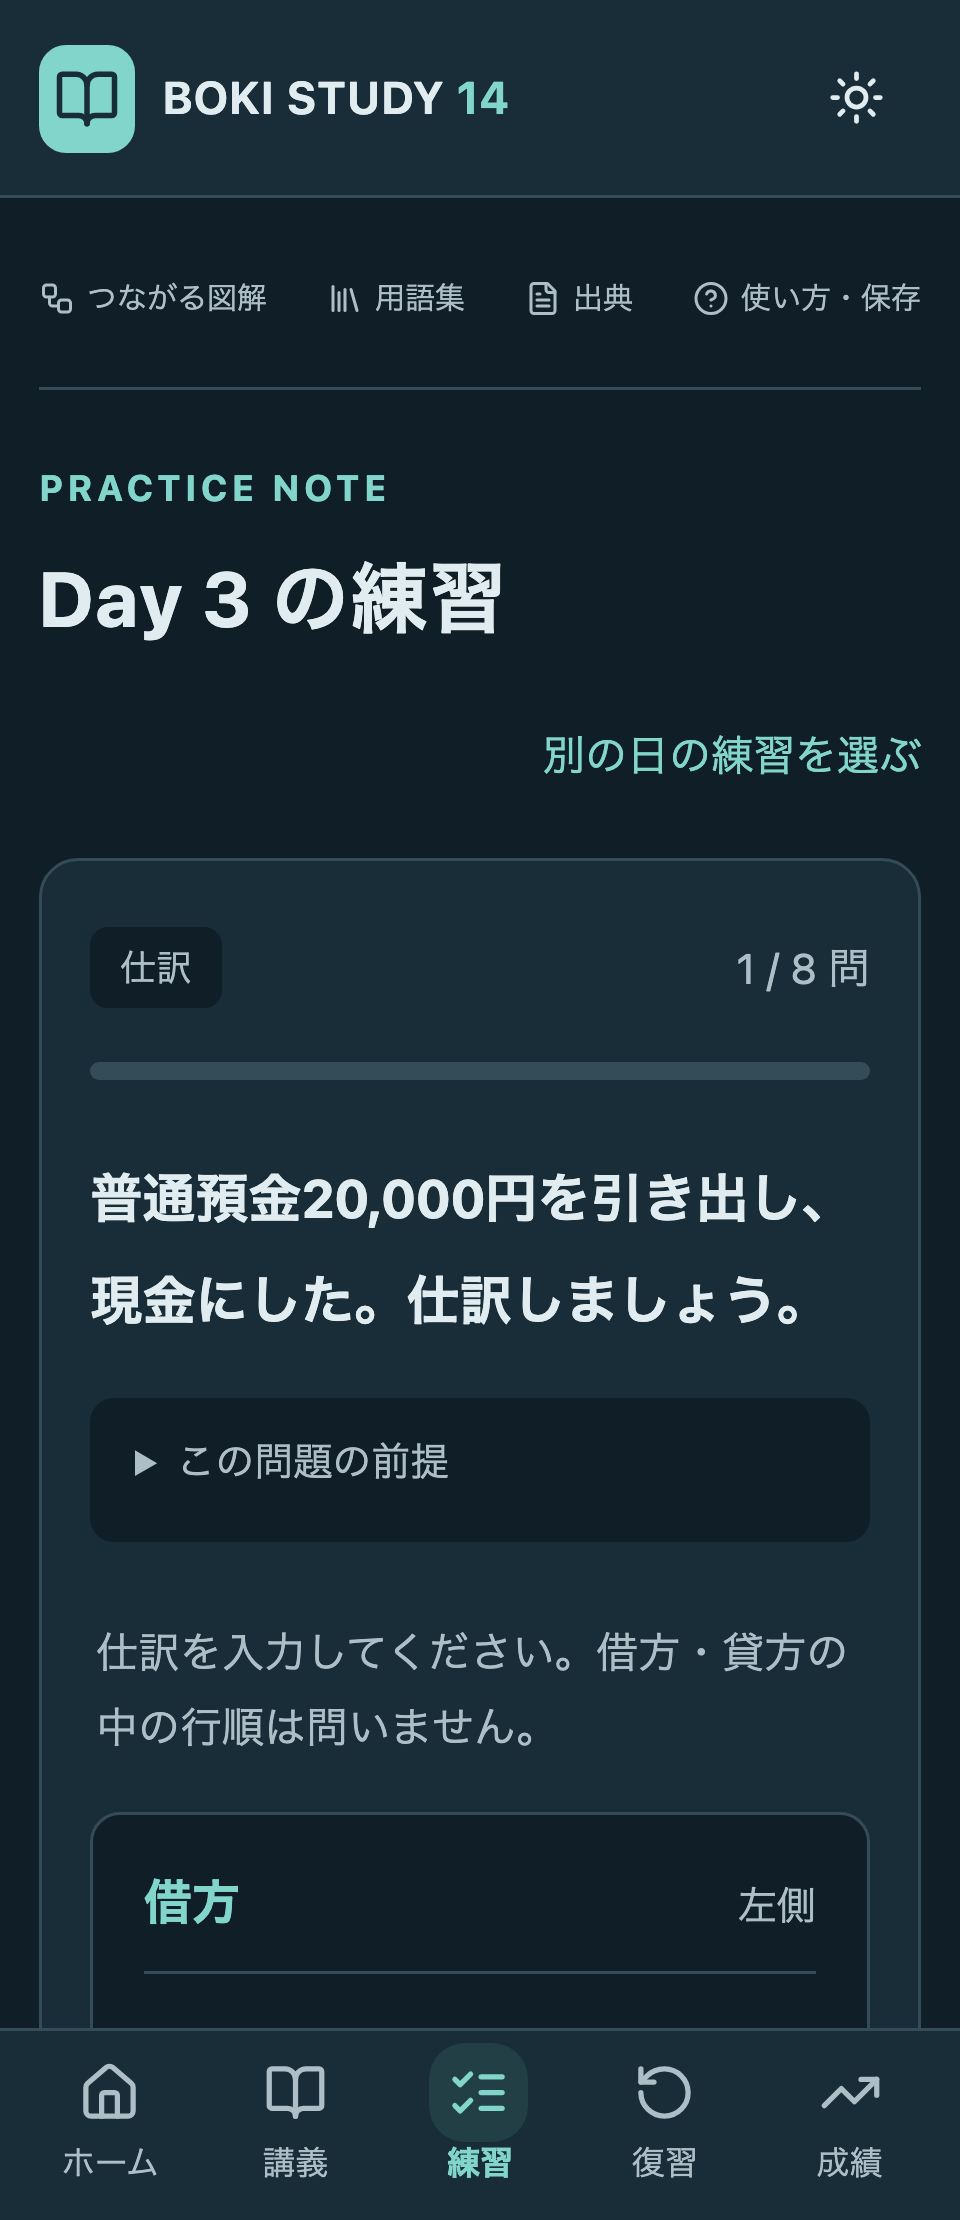 BOKI STUDY 14
つながる図解 用語集 出典 使い方・保存
PRACTICE NOTE
Day 3 の練習
別の日の練習を選ぶ
仕訳 1 / 8 問
普通預金20,000円を引き出し、
現金にした。仕訳しましょう。
▶ この問題の前提
仕訳を入力してください。借方・貸方の
中の行順は問いません。
借方 左側
ホーム 講義 練習 復習 成績